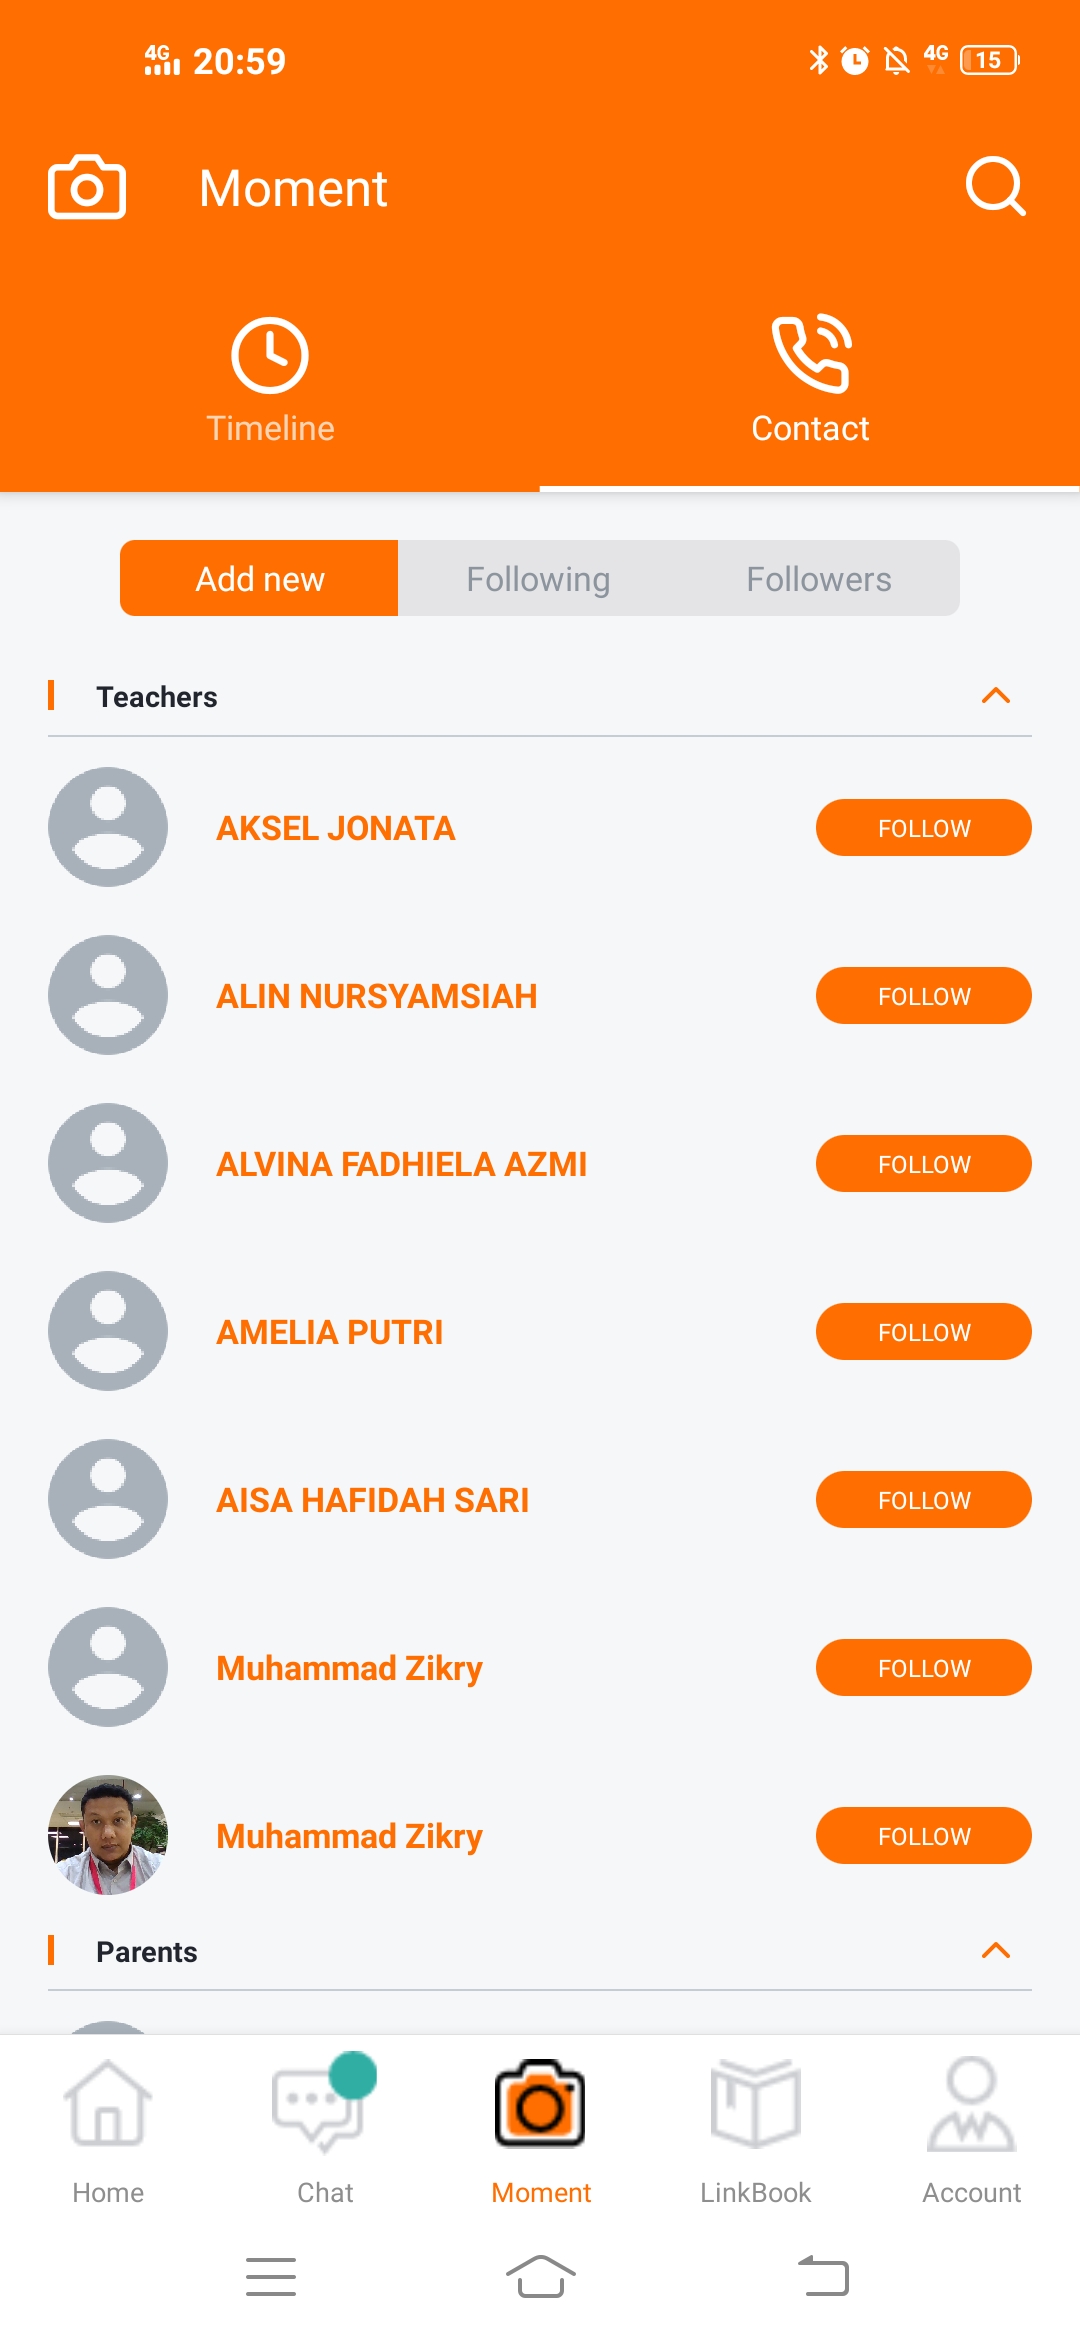 4G 20:59 4G 15
Moment
Timeline Contact
Add new Following Followers
Teachers
AKSEL JONATA FOLLOW
ALIN NURSYAMSIAH FOLLOW
ALVINA FADHIELA AZMI FOLLOW
AMELIA PUTRI FOLLOW
AISA HAFIDAH SARI FOLLOW
Muhammad Zikry FOLLOW
Muhammad Zikry FOLLOW
Parents
Home Chat Moment LinkBook Account